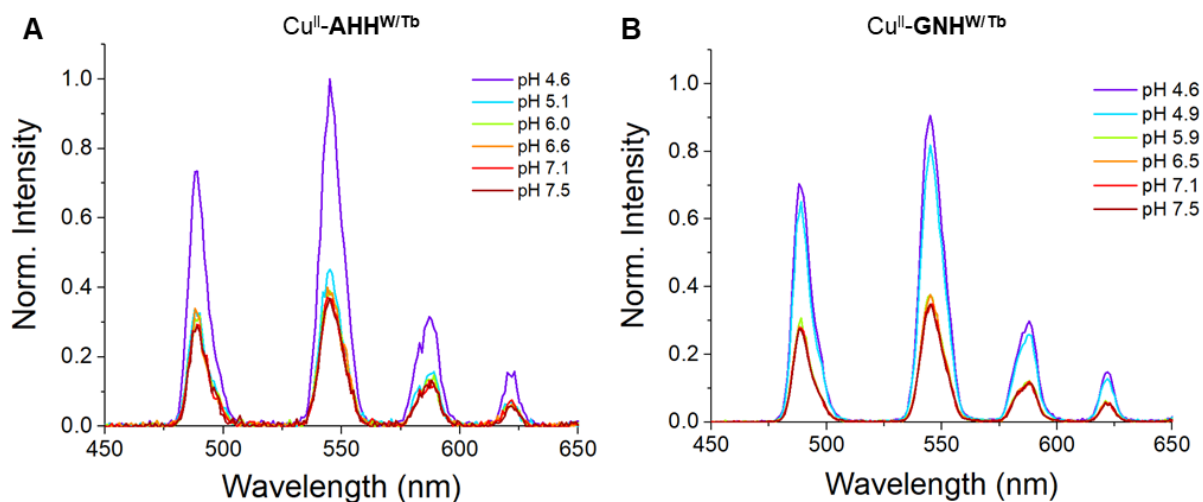 A
Cu^II-AHH^W/Tb
Norm. Intensity
1.0
0.8
0.6
0.4
0.2
0.0
pH 4.6
pH 5.1
pH 6.0
pH 6.6
pH 7.1
pH 7.5
450
500
550
600
650
Wavelength (nm)
B
Cu^II-GNH^W/Tb
Norm. Intensity
1.0
0.8
0.6
0.4
0.2
0.0
pH 4.6
pH 4.9
pH 5.9
pH 6.5
pH 7.1
pH 7.5
450
500
550
600
650
Wavelength (nm)